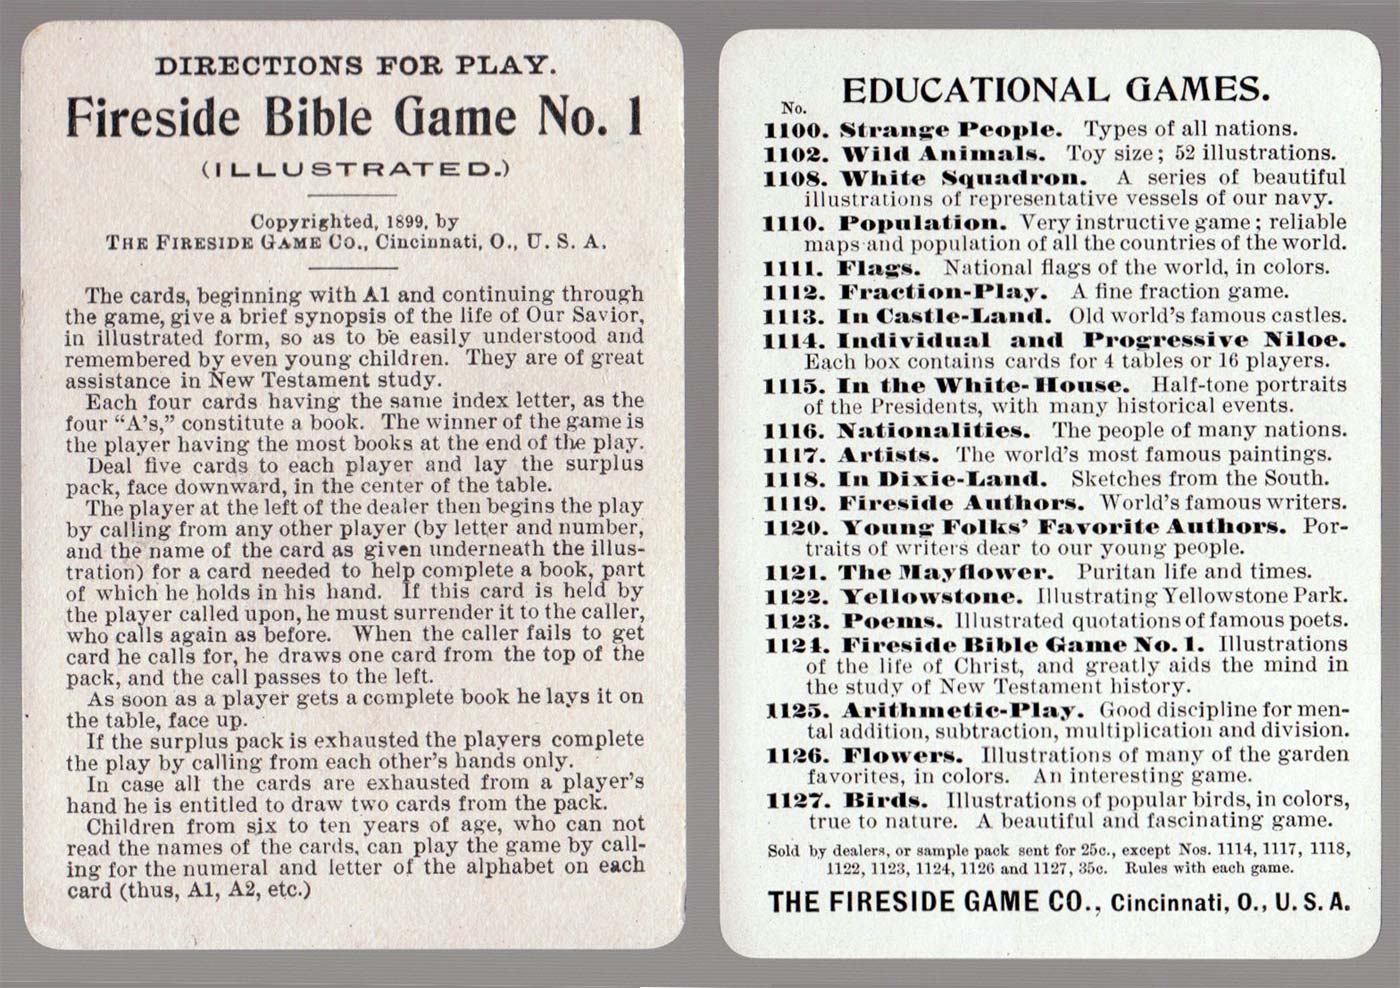 DIRECTIONS FOR PLAY.
Fireside Bible Game No. 1
(ILLUSTRATED.)
Copyrighted, 1899, by
THE FIRESIDE GAME CO., Cincinnati, O., U. S. A.
The cards, beginning with A1 and continuing through
the game, give a brief synopsis of the life of Our Savior,
in illustrated form, so as to be easily understood and
remembered by even young children. They are of great
assistance in New Testament study.
Each four cards having the same index letter, as the
four “A's,” constitute a book. The winner of the game is
the player having the most books at the end of the play.
Deal five cards to each player and lay the surplus
pack, face downward, in the center of the table.
The player at the left of the dealer then begins the play
by calling from any other player (by letter and number,
and the name of the card as given underneath the illus-
tration) for a card needed to help complete a book, part
of which he holds in his hand. If this card is held by
the player called upon, he must surrender it to the caller,
who calls again as before. When the caller fails to get
card he calls for, he draws one card from the top of the
pack, and the call passes to the left.
As soon as a player gets a complete book he lays it on
the table, face up.
If the surplus pack is exhausted the players complete
the play by calling from each other's hands only.
In case all the cards are exhausted from a player's
hand he is entitled to draw two cards from the pack.
Children from six to ten years of age, who can not
read the names of the cards, can play the game by call-
ing for the numeral and letter of the alphabet on each
card (thus, A1, A2, etc.)
EDUCATIONAL GAMES.
No.
1100. Strange People. Types of all nations.
1102. Wild Animals. Toy size; 52 illustrations.
1108. White Squadron. A series of beautiful
illustrations of representative vessels of our navy.
1110. Population. Very instructive game; reliable
maps and population of all the countries of the world.
1111. Flags. National flags of the world, in colors.
1112. Fraction-Play. A fine fraction game.
1113. In Castle-Land. Old world's famous castles.
1114. Individual and Progressive Niloe.
Each box contains cards for 4 tables or 16 players.
1115. In the White-House. Half-tone portraits
of the Presidents, with many historical events.
1116. Nationalities. The people of many nations.
1117. Artists. The world's most famous paintings.
1118. In Dixie-Land. Sketches from the South.
1119. Fireside Authors. World's famous writers.
1120. Young Folks' Favorite Authors. Por-
traits of writers dear to our young people.
1121. The Mayflower. Puritan life and times.
1122. Yellowstone. Illustrating Yellowstone Park.
1123. Poems. Illustrated quotations of famous poets.
1124. Fireside Bible Game No. 1. Illustrations
of the life of Christ, and greatly aids the mind in
the study of New Testament history.
1125. Arithmetic-Play. Good discipline for men-
tal addition, subtraction, multiplication and division.
1126. Flowers. Illustrations of many of the garden
favorites, in colors. An interesting game.
1127. Birds. Illustrations of popular birds, in colors,
true to nature. A beautiful and fascinating game.
Sold by dealers, or sample pack sent for 25c., except Nos. 1114, 1117, 1118,
1122, 1123, 1124, 1126 and 1127, 35c. Rules with each game.
THE FIRESIDE GAME CO., Cincinnati, O., U. S. A.